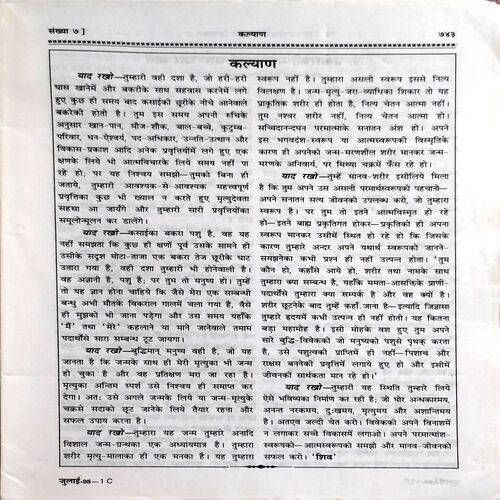 संख्या ७ ]
कल्याण
७४३
कल्याण
याद रखो—तुम्हारी वही दशा है, जो हरी-हरी
घास खानेमें और बकरीके साथ सहवास करनेमें लगे
हुए कुछ ही समय बाद कसाईकी छूरीके नीचे आनेवाले
बकरेकी होती है। तुम इस समय अपनी रुचिके
अनुसार खान-पान, मौज-शौक, बाल-बच्चे, कुटुम्ब-
परिवार, धन-ऐश्वर्य, पद-अधिकार, उन्नति-उत्थान और
विकास-प्रकाश आदि अनेक प्रवृत्तियोंमें लगे हुए एक
क्षणके लिये भी आत्मविचारके लिये समय नहीं पा
रहे हो; पर यह निश्चय समझो—तुमको बिना ही
जताये, तुम्हारी आवश्यक-से-आवश्यक महत्त्वपूर्ण
प्रवृत्तिका कुछ भी ख्याल न करते हुए मृत्युदेवता
सहसा आ जायँगे और तुम्हारी सारी प्रवृत्तियोंका
समूलोन्मूलन कर डालेंगे।
याद रखो—कसाईका बकरा पशु है, वह यह
नहीं समझता कि कुछ ही क्षणों पूर्व उसके सामने ही
उसीके सदृश मोटा-ताजा एक बकरा तेज छूरीके घाट
उतारा गया है, वही दशा तुम्हारी भी होनेवाली है।
वह अज्ञानी है, पशु है; पर तुम तो मनुष्य हो। तुम्हें
तो यह ज्ञान होना चाहिये कि जैसे मेरा एक सम्बन्धी
बन्धु अभी मौतके विकराल गालमें चला गया है, वैसे
ही मुझको भी जाना पड़ेगा और उस समय यहाँके
'मैं' तथा 'मेरे' कहलाने या माने जानेवाले तमाम
पदार्थोंसे सारा सम्बन्ध टूट जायगा।
याद रखो—बुद्धिमान् मनुष्य वही है, जो यह
जानता है कि जन्मके साथ ही मेरी मृत्युका भी जन्म
हो चुका है और वह प्रतिक्षण मरा जा रहा है।
मृत्युका अन्तिम स्पर्श उसे निश्चय ही समाप्त कर
देगा। अत: उसे अगले जन्मके लिये या जन्म-मृत्युके
चक्रसे सदाको छूट जानेके लिये तैयार रहना और
सफल उपाय करना है।
याद रखो—तुम्हारा यह जन्म तुम्हारे अनादि
विशाल जन्म-ग्रन्थका एक अध्यायमात्र है। तुम्हारा
शरीर मृत्यु-मालाका ही एक मनका है। यह तुम्हारा
स्वरूप नहीं है। तुम्हारा असली स्वरूप इससे नित्य
विलक्षण है। जन्म-मृत्यु-जरा-व्याधिका शिकार तो यह
प्राकृतिक शरीर ही होता है, नित्य चेतन आत्मा नहीं।
तुम नश्वर शरीर नहीं, नित्य चेतन आत्मा हो।
सच्चिदानन्दघन परमात्माके सनातन अंश हो। अपने
इस भगवदंश-स्वरूप या आत्मस्वरूपकी विस्मृतिके
कारण ही अपनेको जन्म-मरणशील शरीर मानकर जन्म-
मरणके अनिवार्य, पर मिथ्या चक्रमें फँस रहे हो।
याद रखो—तुम्हें मानव-शरीर इसीलिये मिला
है कि तुम अपने उस असली परमार्थस्वरूपको पहचानो—
अपने सनातन सत्य जीवनको उपलब्ध करो, जो तुम्हारा
स्वरूप है। पर तुम तो इतने आत्मविस्मृत हो रहे
हो—इतने बाह्य प्रकृतिगत होकर—प्रकृतिको ही अपना
स्वरूप मानकर उसीमें स्थित हो रहे हो कि जिसके
कारण तुम्हारे अन्दर अपने यथार्थ स्वरूपको जानने-
समझनेका कभी प्रश्न ही नहीं उत्पन्न होता। 'तुम
कौन हो, कहाँसे आये हो, शरीर तथा नामके साथ
तुम्हारा क्या सम्बन्ध है, यहाँके ममता-आसक्तिके प्राणी-
पदार्थोंसे तुम्हारा क्या सम्पर्क है और वह क्यों है।
शरीर छूटनेके बाद तुम्हें कहाँ जाना है—इत्यादि जिज्ञासा
तुम्हारे हृदयमें कभी उत्पन्न ही नहीं होती। यह कितना
बड़ा महामोह है। इसी मोहके वश हुए तुम अपने
सारे बुद्धि-विवेकको जो मनुष्यको पशुसे पृथक् करता
है, उसे पशुत्वकी प्राप्तिमें ही नहीं—पिशाच और
राक्षस बननेकी प्रवृत्तिमें लगाये हुए हो और इसीमें
जीवनकी सार्थकता मान रहे हो।'
याद रखो—तुम्हारी यह स्थिति तुम्हारे लिये
ऐसे भविष्यका निर्माण कर रही है; जो घोर अन्धकारमय,
अनन्त नरकमय, दु:खमय, मृत्युमय और अशान्तिमय
है। अतएव जल्दी चेत करो। विवेकको अपने विनाशमें
न लगाकर सच्चे विकासमें लगाओ। अपने परमात्मांश-
स्वरूपको—आत्मस्वरूपको समझो और मानव-जीवनको
सफल करो। 'शिव'
जुलाई-08—1 C